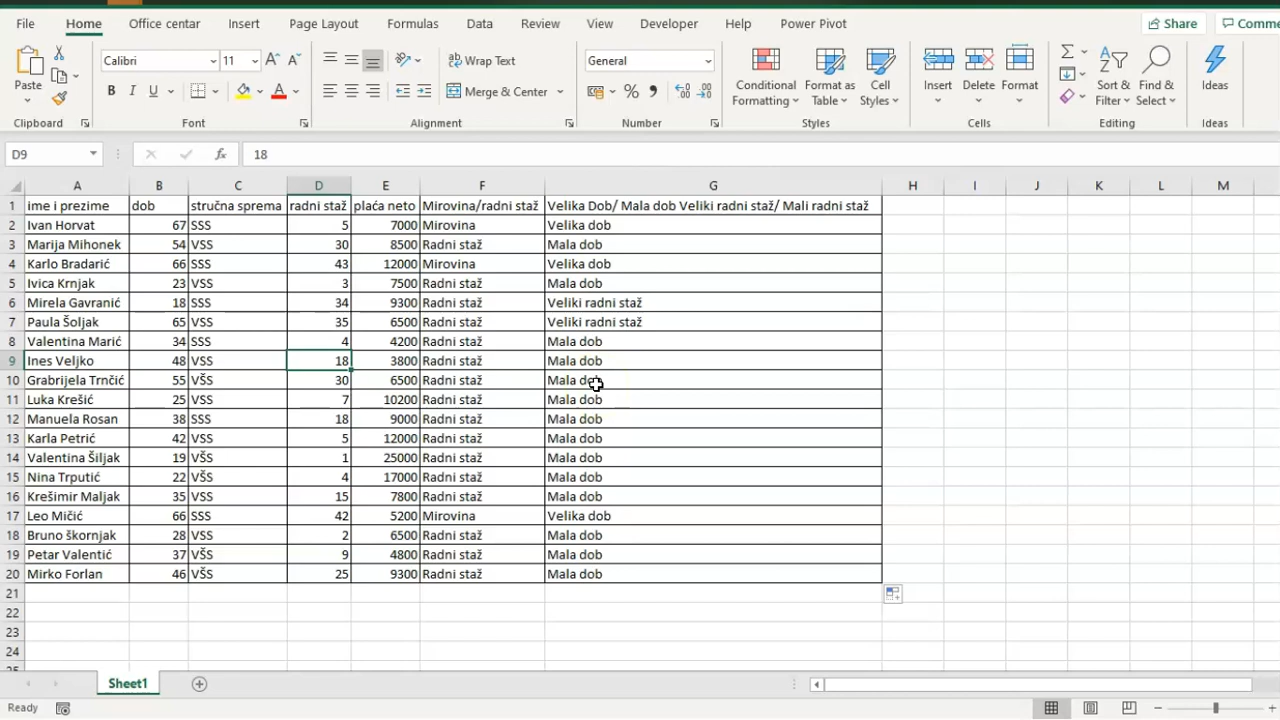 File Home Office centar Insert Page Layout Formulas Data Review View Developer Help Power Pivot Share Comme
Paste Calibri 11 A A B I U A ab Wrap Text Merge & Center General % Conditional Formatting Format as Table Cell Styles Insert Delete Format Sort & Filter Find & Select Ideas
Clipboard Font Alignment Number Styles Cells Editing Ideas
D9 fx 18
A B C D E F G H I J K L M
1 ime i prezime dob stručna sprema radni staž plaća neto Mirovina/radni staž Velika Dob/ Mala dob Veliki radni staž/ Mali radni staž
2 Ivan Horvat 67 SSS 5 7000 Mirovina Velika dob
3 Marija Mihonek 54 VSS 30 8500 Radni staž Mala dob
4 Karlo Bradarić 66 SSS 43 12000 Mirovina Velika dob
5 Ivica Krnjak 23 VSS 3 7500 Radni staž Mala dob
6 Mirela Gavranić 18 SSS 34 9300 Radni staž Veliki radni staž
7 Paula Šoljak 65 VSS 35 6500 Radni staž Veliki radni staž
8 Valentina Marić 34 SSS 4 4200 Radni staž Mala dob
9 Ines Veljko 48 VSS 18 3800 Radni staž Mala dob
10 Grabrijela Trnčić 55 VŠS 30 6500 Radni staž Mala dob
11 Luka Krešić 25 VSS 7 10200 Radni staž Mala dob
12 Manuela Rosan 38 SSS 18 9000 Radni staž Mala dob
13 Karla Petrić 42 VSS 5 12000 Radni staž Mala dob
14 Valentina Šiljak 19 VŠS 1 25000 Radni staž Mala dob
15 Nina Trputić 22 VŠS 4 17000 Radni staž Mala dob
16 Krešimir Maljak 35 VSS 15 7800 Radni staž Mala dob
17 Leo Mičić 66 SSS 42 5200 Mirovina Velika dob
18 Bruno škornjak 28 VSS 2 6500 Radni staž Mala dob
19 Petar Valentić 37 VŠS 9 4800 Radni staž Mala dob
20 Mirko Forlan 46 VŠS 25 9300 Radni staž Mala dob
21
22
23
24
Sheet1
Ready